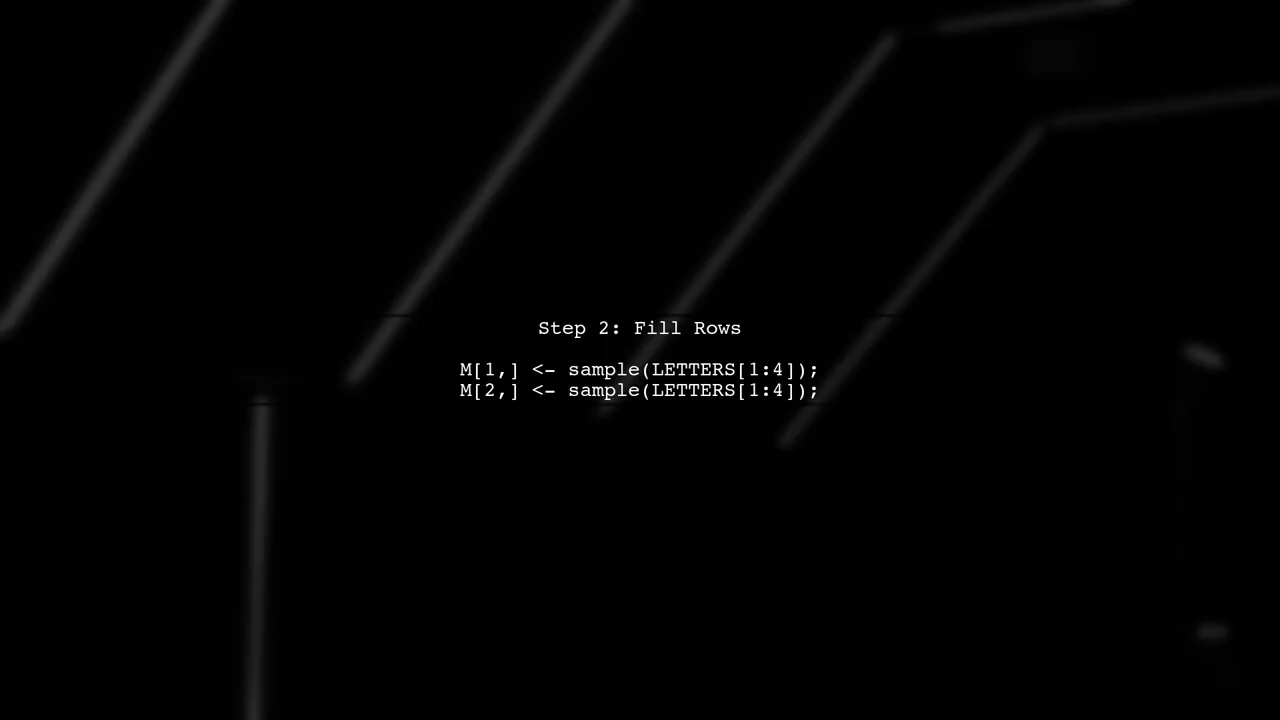 Step 2: Fill Rows
M[1,] <- sample(LETTERS[1:4]);
M[2,] <- sample(LETTERS[1:4]);